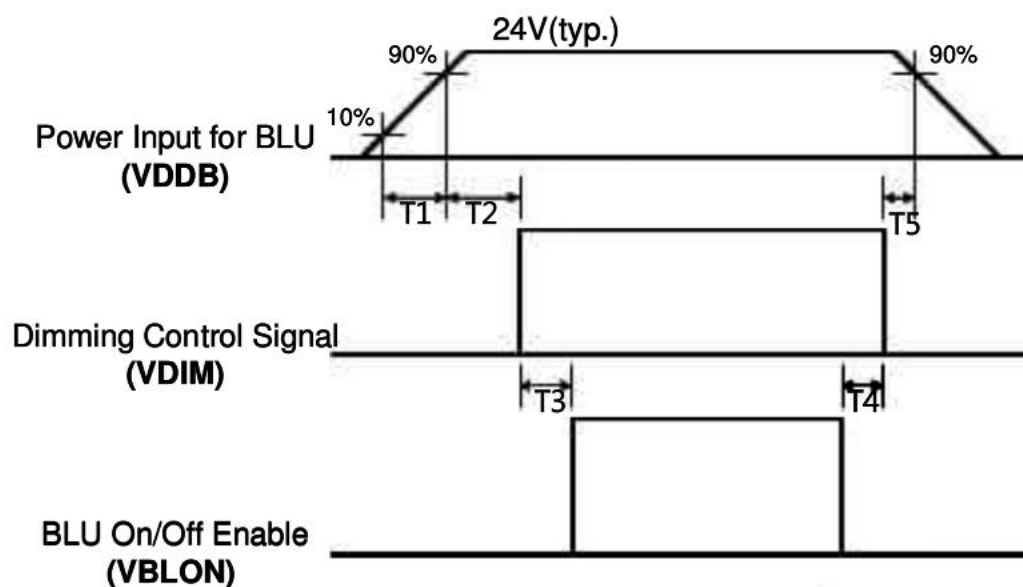 24V(typ.)
90%
90%
10%
Power Input for BLU
(VDDB)
T1
T2
T5
Dimming Control Signal
(VDIM)
T3
T4
BLU On/Off Enable
(VBLON)